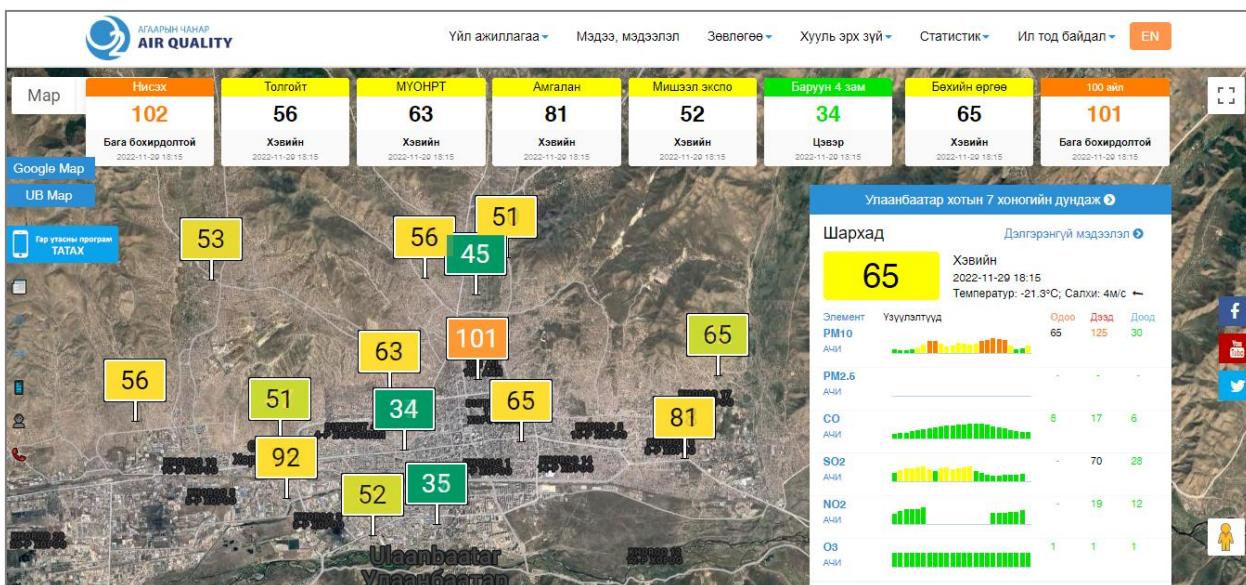 АГААРЫН ЧАНАР
AIR QUALITY
Үйл ажиллагаа Мэдээ, мэдээлэл Зөвлөгөө Хууль эрх зүй Статистик Ил тод байдал EN
Map
Нисэх
102
Бага бохирдолтой
2022-11-29 18:15
Толгойт
56
Хэвийн
2022-11-29 18:15
МҮОНРТ
63
Хэвийн
2022-11-29 18:15
Амгалан
81
Хэвийн
2022-11-29 18:15
Мишээл экспо
52
Хэвийн
2022-11-29 18:15
Баруун 4 зам
34
Цэвэр
2022-11-29 18:15
Бөхийн өргөө
65
Хэвийн
2022-11-29 18:15
100 айл
101
Бага бохирдолтой
2022-11-29 18:15
Google Map
UB Map
Гар утасны програм
ТАТАХ
53
56
51
45
101
63
65
56
51
34
65
81
92
52
35
Ulaanbaatar
Улаанбаатар
Улаанбаатар хотын 7 хоногийн дундаж
Шархад Дэлгэрэнгүй мэдээлэл
65
Хэвийн
2022-11-29 18:15
Температур: -21.3°C; Салхи: 4м/с
Элемент Үзүүлэлтүүд Одоо Дээд Доод
PM10 65 125 30
АЧИ
PM2.5 - - -
АЧИ
CO 8 17 6
АЧИ
SO2 - 70 28
АЧИ
NO2 - 19 12
АЧИ
O3 1 1 1
АЧИ
You
Tube